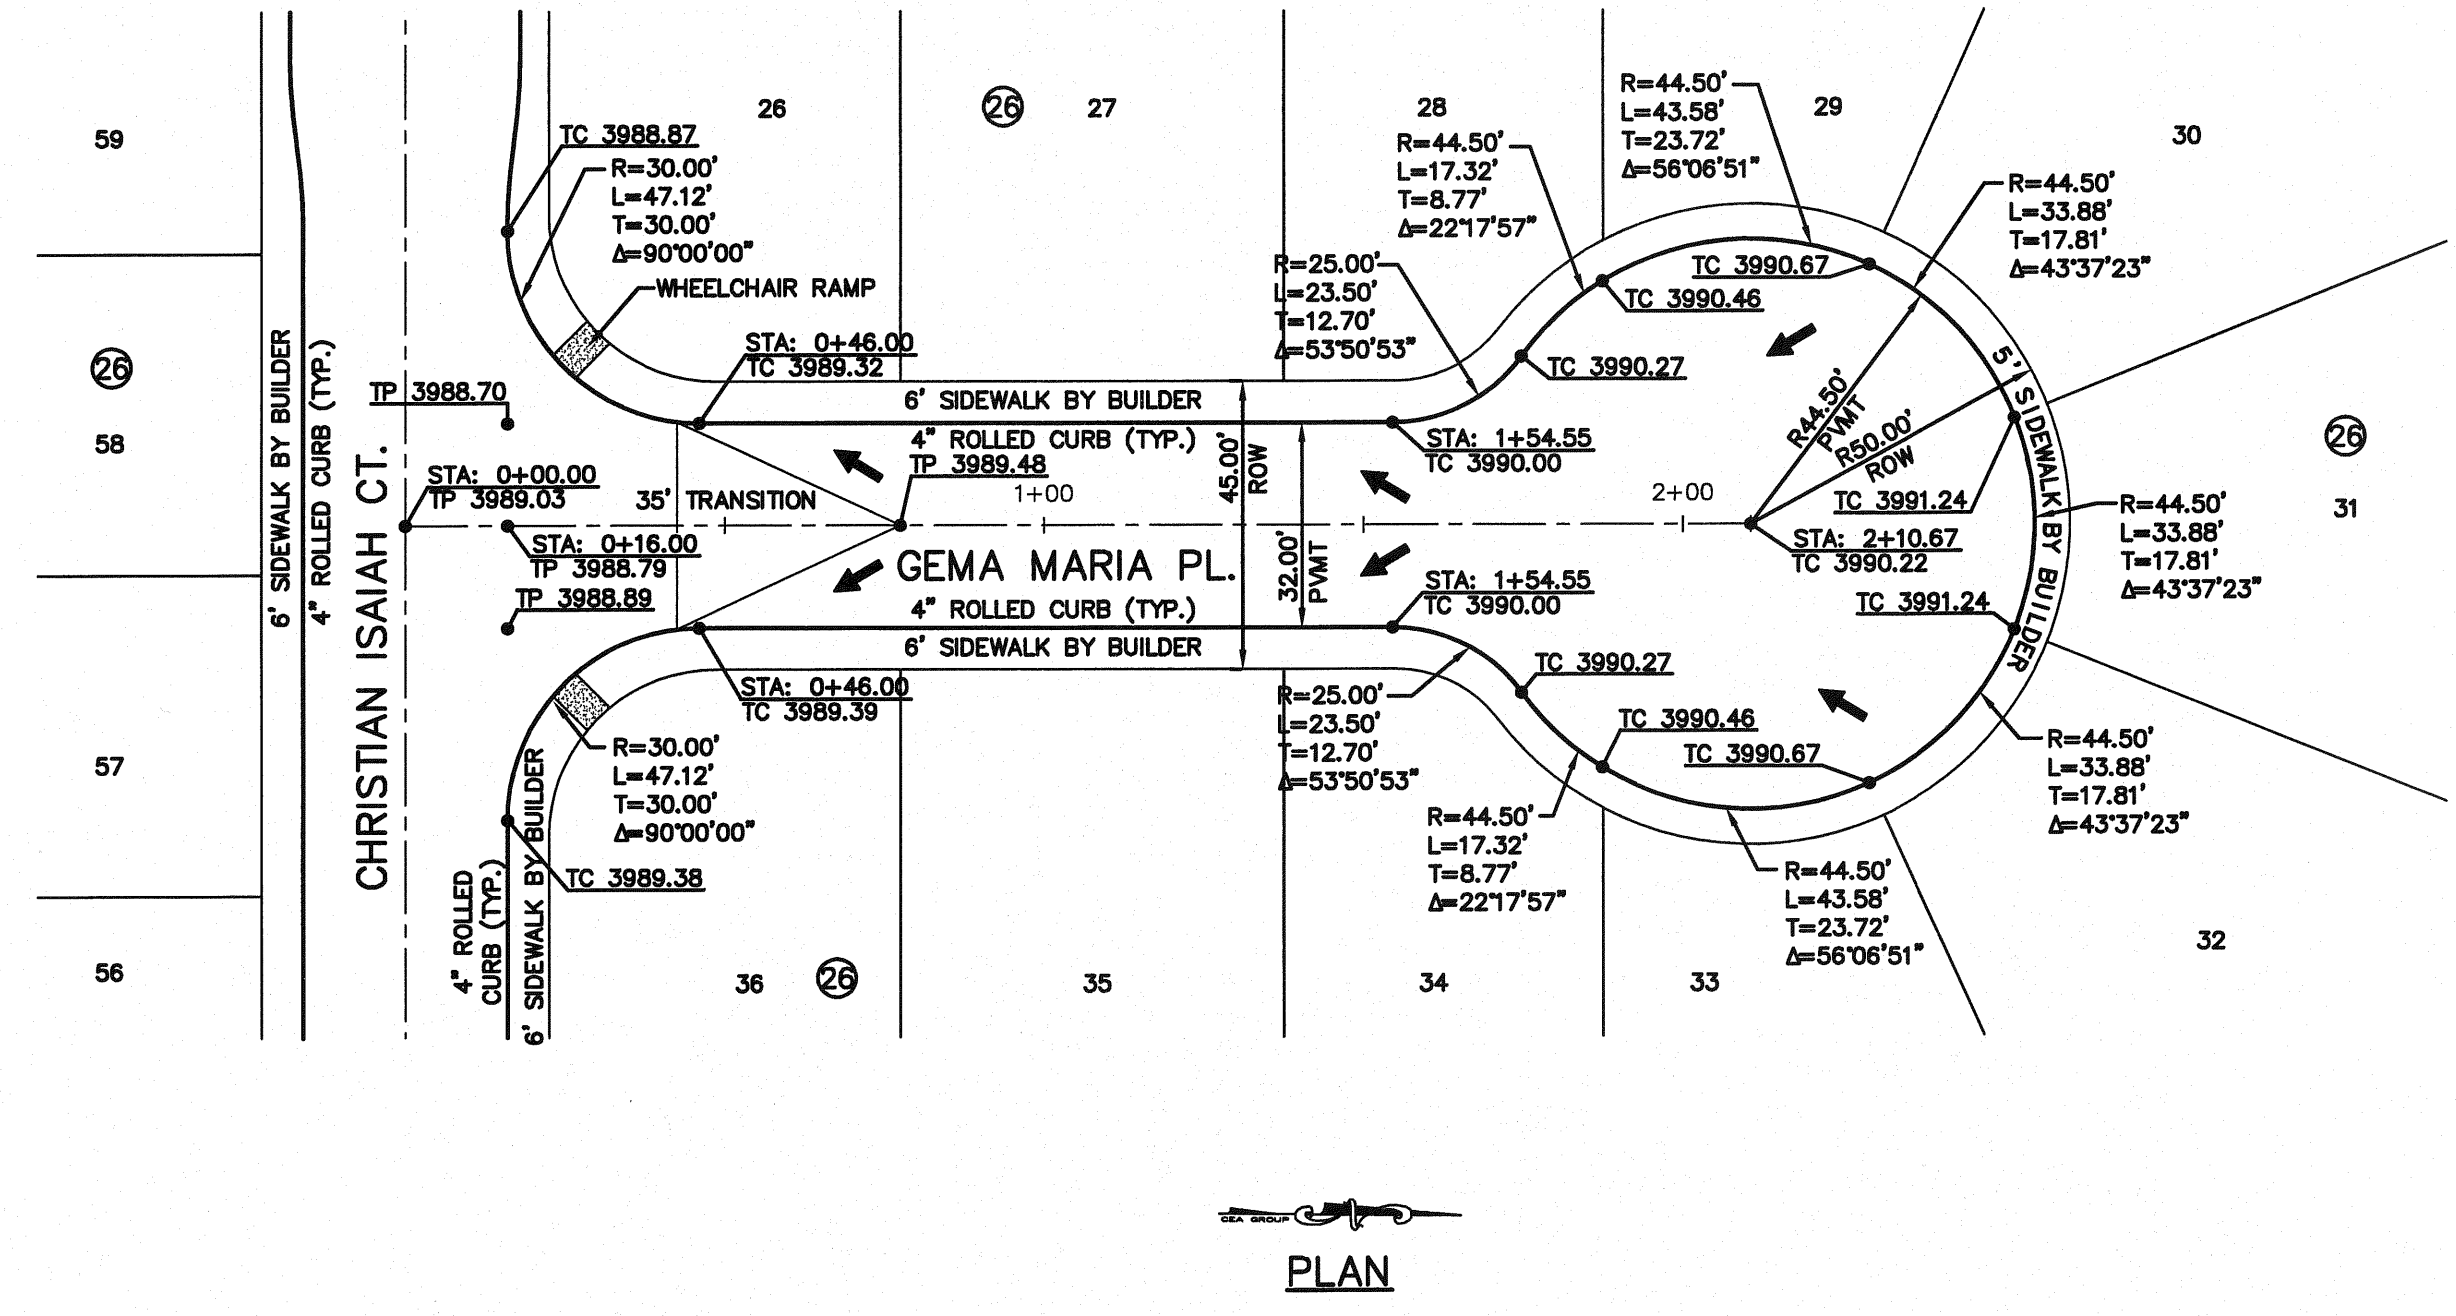 59
26
58
57
56
6' SIDEWALK BY BUILDER
4" ROLLED CURB (TYP.)
CHRISTIAN ISAIAH CT.
26
26
27
28
29
30
TC 3988.87
R=30.00'
L=47.12'
T=30.00'
Δ=90°00'00"
WHEELCHAIR RAMP
STA: 0+46.00
TC 3989.32
TP 3988.70
STA: 0+00.00
TP 3989.03
35' TRANSITION
STA: 0+16.00
TP 3988.79
TP 3988.89
6' SIDEWALK BY BUILDER
4" ROLLED CURB (TYP.)
TP 3989.48
1+00
GEMA MARIA PL.
4" ROLLED CURB (TYP.)
6' SIDEWALK BY BUILDER
45.00'
ROW
32.00'
PVMT
STA: 0+46.00
TC 3989.39
R=30.00'
L=47.12'
T=30.00'
Δ=90°00'00"
TC 3989.38
4" ROLLED
CURB (TYP.)
6' SIDEWALK BY BUILDER
R=25.00'
L=23.50'
T=12.70'
Δ=53°50'53"
R=44.50'
L=17.32'
T=8.77'
Δ=22°17'57"
R=44.50'
L=43.58'
T=23.72'
Δ=56°06'51"
R=44.50'
L=33.88'
T=17.81'
Δ=43°37'23"
TC 3990.67
TC 3990.46
TC 3990.27
STA: 1+54.55
TC 3990.00
R44.50'
PVMT
R50.00'
ROW
2+00
TC 3991.24
5' SIDEWALK BY BUILDER
STA: 2+10.67
TC 3990.22
R=44.50'
L=33.88'
T=17.81'
Δ=43°37'23"
26
31
STA: 1+54.55
TC 3990.00
TC 3991.24
TC 3990.27
R=25.00'
L=23.50'
T=12.70'
Δ=53°50'53"
TC 3990.46
TC 3990.67
R=44.50'
L=17.32'
T=8.77'
Δ=22°17'57"
R=44.50'
L=43.58'
T=23.72'
Δ=56°06'51"
R=44.50'
L=33.88'
T=17.81'
Δ=43°37'23"
36
26
35
34
33
32
CEA GROUP
PLAN